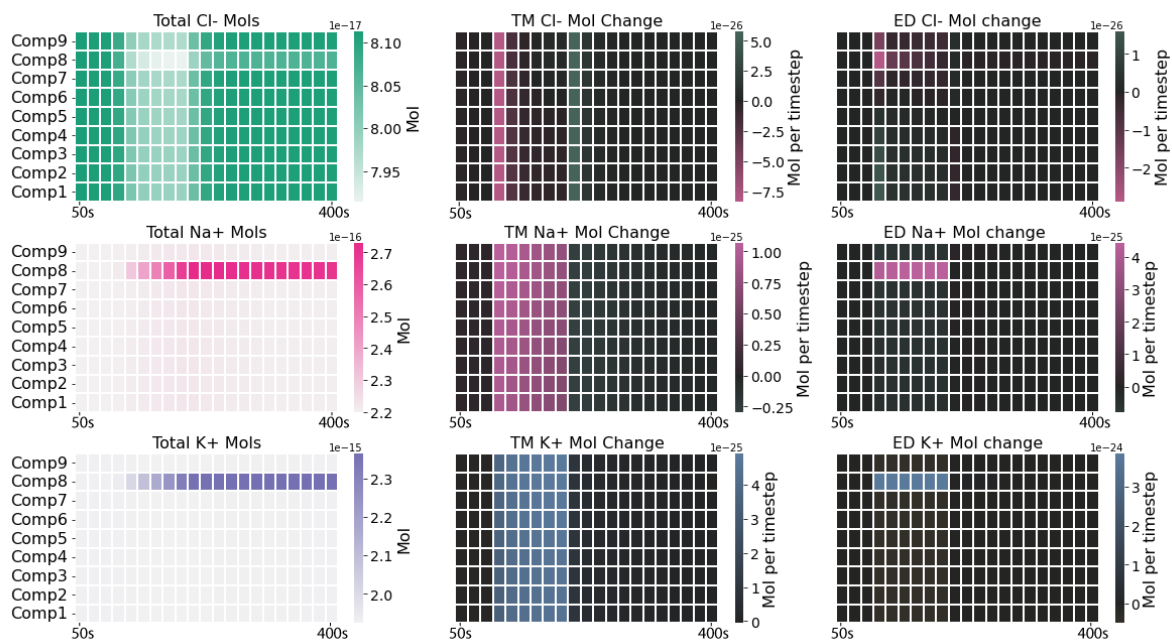 Total Cl- Mols
1e−17
Comp9
Comp8
Comp7
Comp6
Comp5
Comp4
Comp3
Comp2
Comp1
50s
400s
8.10
8.05
8.00
7.95
Mol
TM Cl- Mol Change
1e−26
50s
400s
5.0
2.5
0.0
−2.5
−5.0
−7.5
Mol per timestep
ED Cl- Mol change
1e−26
50s
400s
1
0
−1
−2
Mol per timestep
Total Na+ Mols
1e−16
Comp9
Comp8
Comp7
Comp6
Comp5
Comp4
Comp3
Comp2
Comp1
50s
400s
2.7
2.6
2.5
2.4
2.3
2.2
Mol
TM Na+ Mol Change
1e−25
50s
400s
1.00
0.75
0.50
0.25
0.00
−0.25
Mol per timestep
ED Na+ Mol change
1e−25
50s
400s
4
3
2
1
0
Mol per timestep
Total K+ Mols
1e−15
Comp9
Comp8
Comp7
Comp6
Comp5
Comp4
Comp3
Comp2
Comp1
50s
400s
2.3
2.2
2.1
2.0
Mol
TM K+ Mol Change
1e−25
50s
400s
4
3
2
1
0
Mol per timestep
ED K+ Mol change
1e−24
50s
400s
3
2
1
0
Mol per timestep